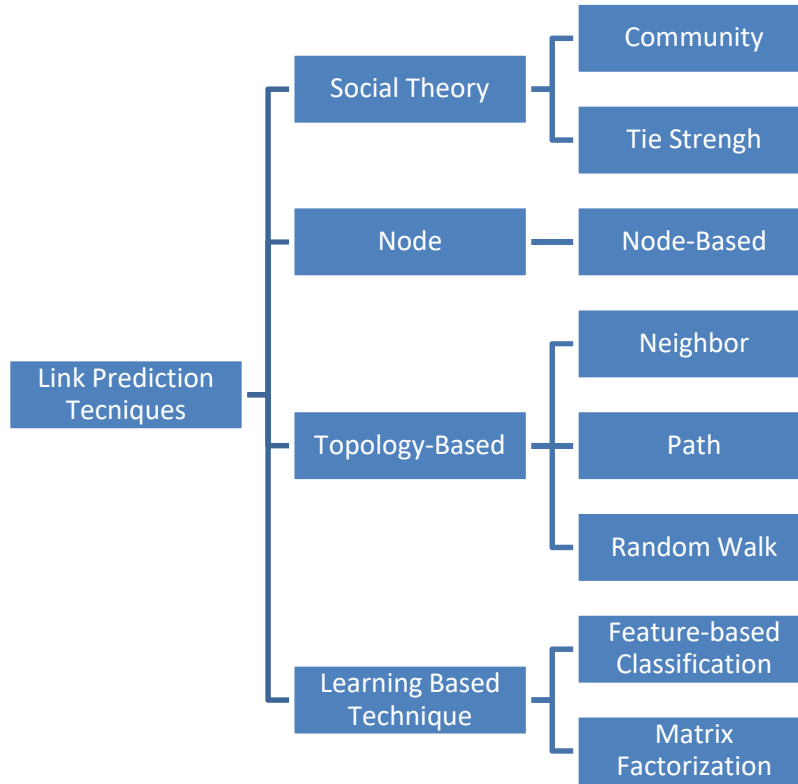 Link Prediction
Tecniques
Social Theory
Community
Tie Strengh
Node
Node-Based
Topology-Based
Neighbor
Path
Random Walk
Learning Based
Technique
Feature-based
Classification
Matrix
Factorization